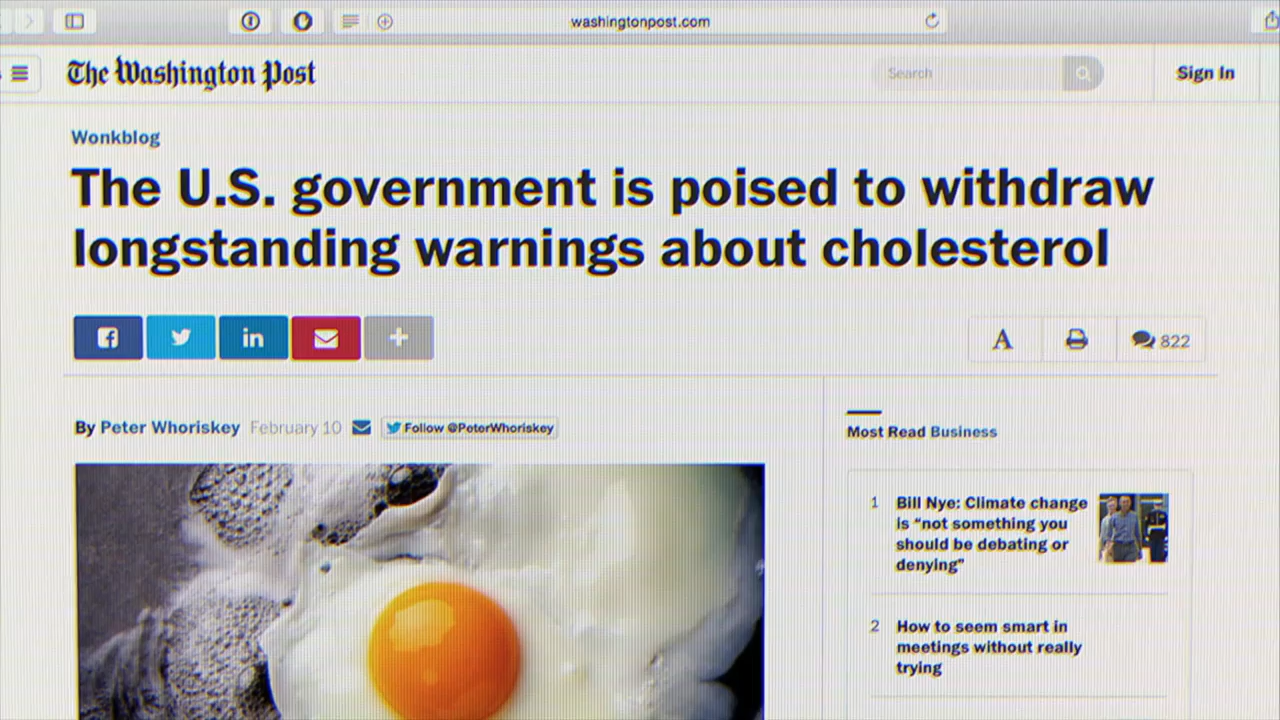 washingtonpost.com
The Washington Post
Search
Sign In
Wonkblog
The U.S. government is poised to withdraw
longstanding warnings about cholesterol
in
A
822
By Peter Whoriskey February 10
Follow @PeterWhoriskey
Most Read Business
1 Bill Nye: Climate change
is “not something you
should be debating or
denying”
2 How to seem smart in
meetings without really
trying